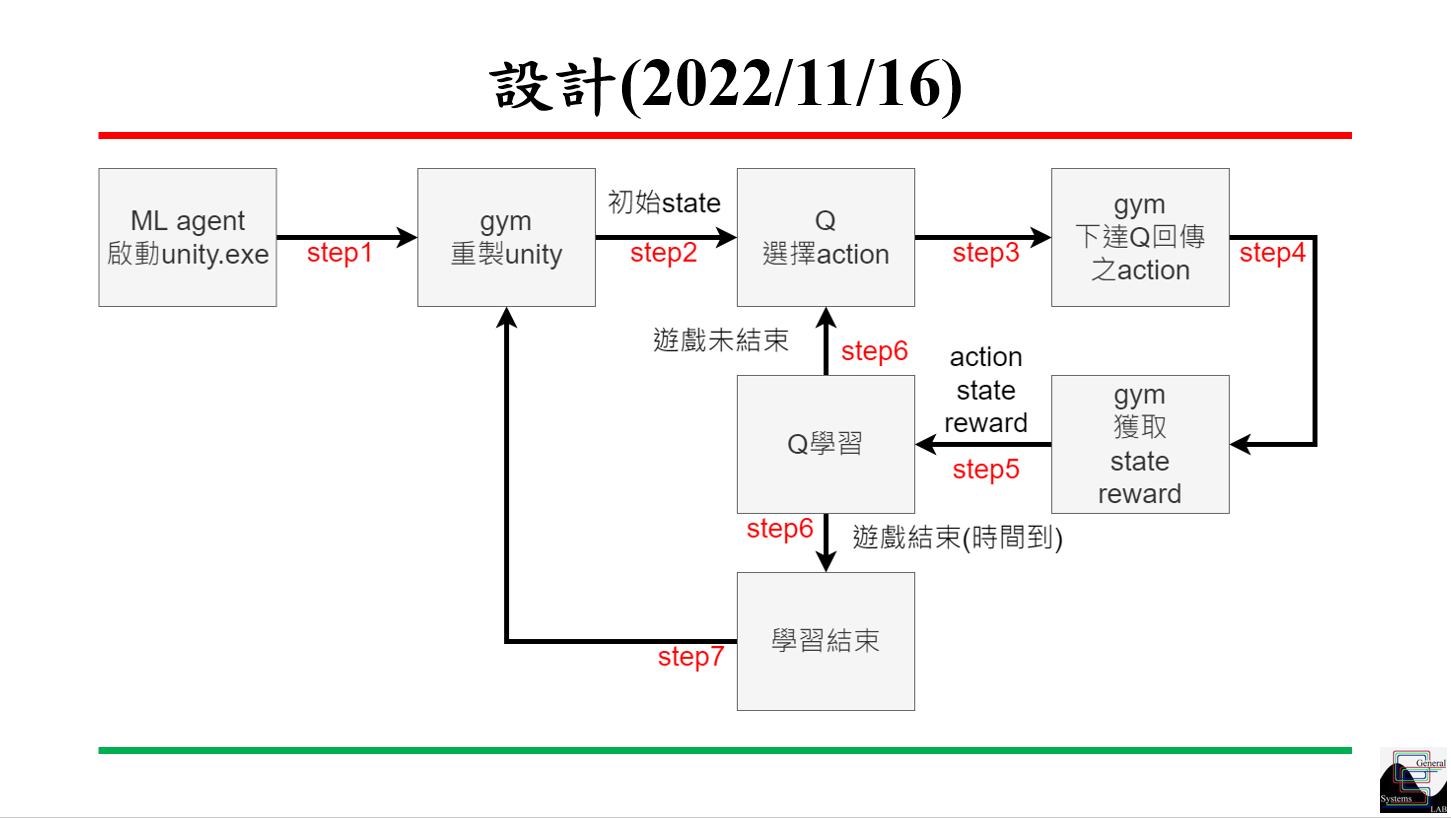 設計(2022/11/16)
ML agent
啟動unity.exe
step1
gym
重製unity
初始state
step2
Q
選擇action
step3
gym
下達Q回傳
之action
step4
遊戲未結束
step6
action
state
reward
step5
gym
獲取
state
reward
Q學習
step6
遊戲結束(時間到)
學習結束
step7
General
Systems
LAB